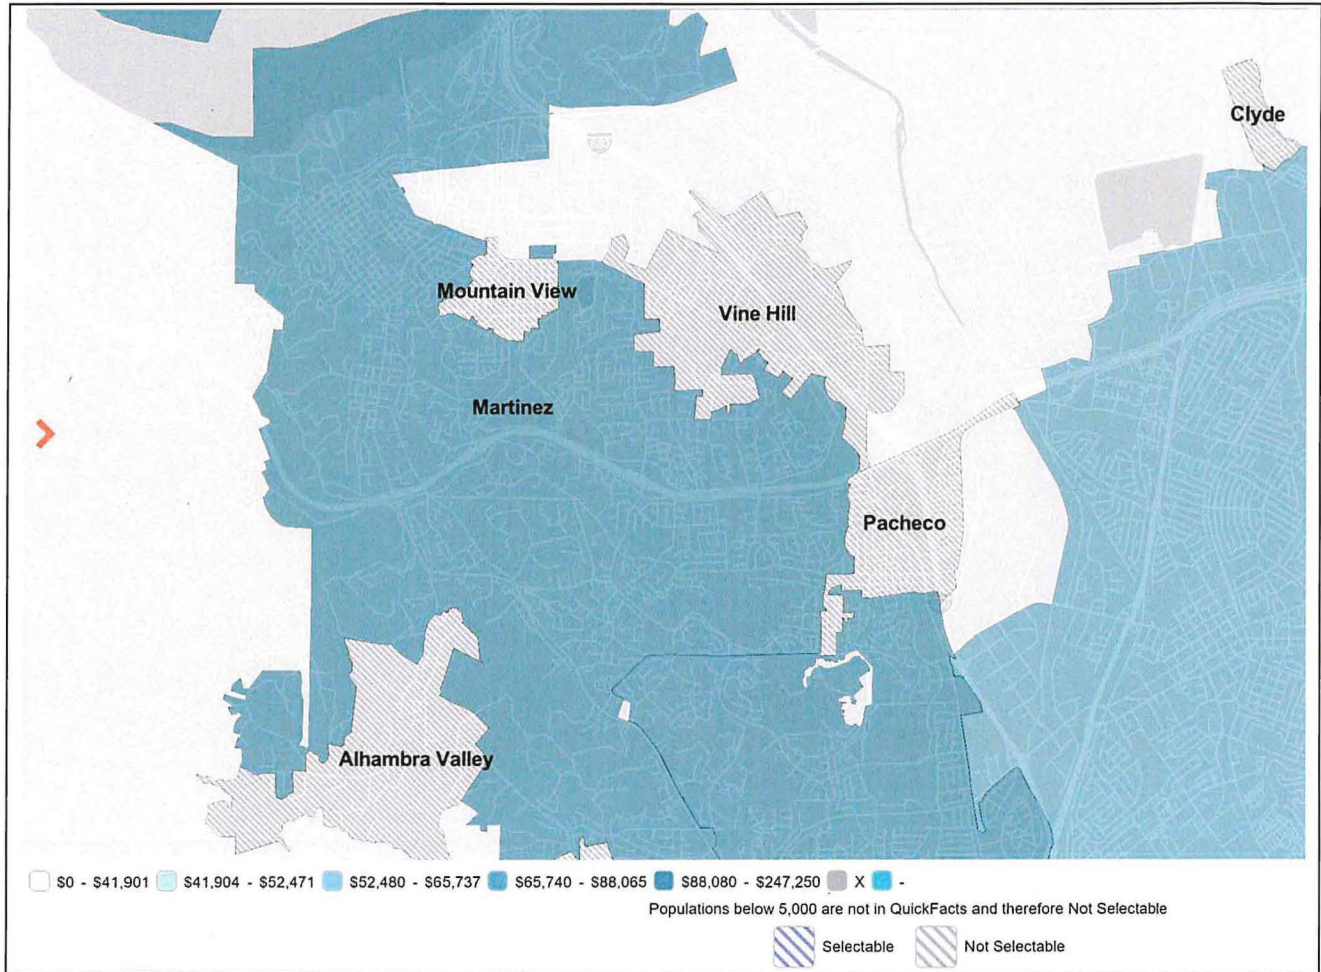 Clyde
Mountain View
Vine Hill
Martinez
Pacheco
Alhambra Valley
$0 - $41,901 $41,904 - $52,471 $52,480 - $65,737 $65,740 - $88,065 $88,080 - $247,250 X -
Populations below 5,000 are not in QuickFacts and therefore Not Selectable
Selectable Not Selectable